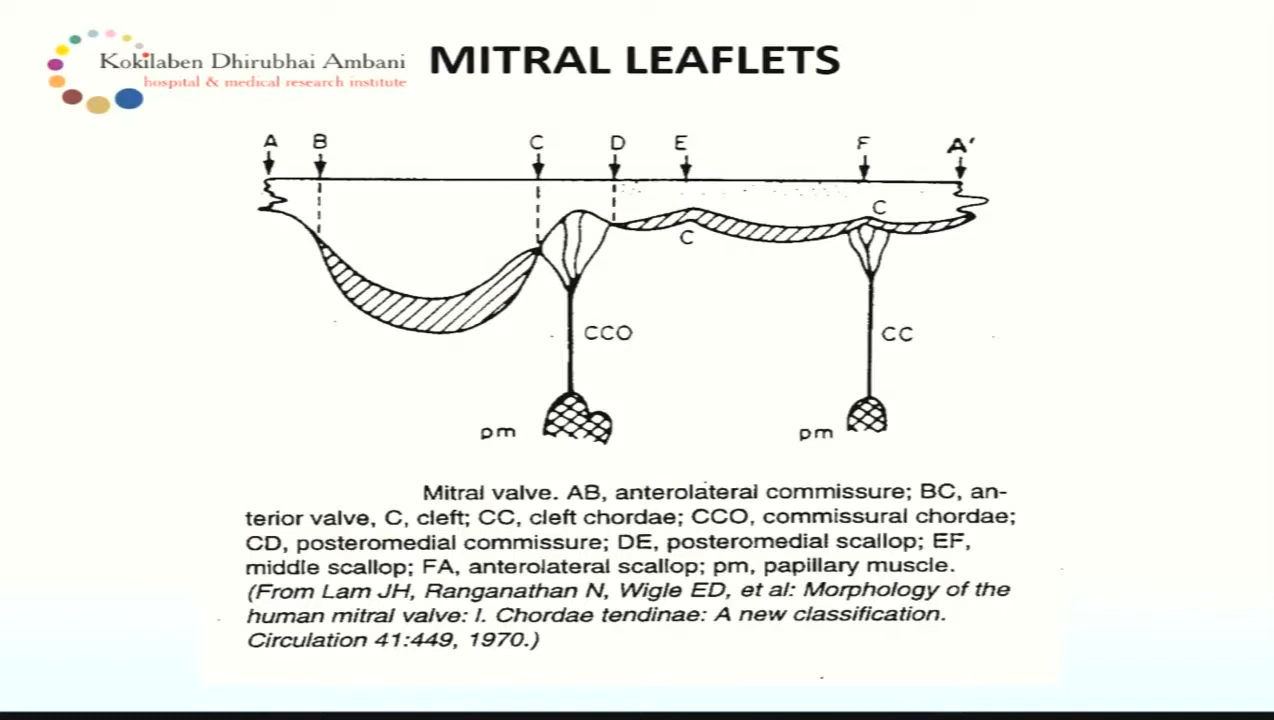 Kokilaben Dhirubhai Ambani
hospital & medical research institute
MITRAL LEAFLETS
A B C D E F A'
C
C
CCO
CC
pm
pm
Mitral valve. AB, anterolateral commissure; BC, an-
terior valve, C, cleft; CC, cleft chordae; CCO, commissural chordae;
CD, posteromedial commissure; DE, posteromedial scallop; EF,
middle scallop; FA, anterolateral scallop; pm, papillary muscle.
(From Lam JH, Ranganathan N, Wigle ED, et al: Morphology of the
human mitral valve: I. Chordae tendinae: A new classification.
Circulation 41:449, 1970.)